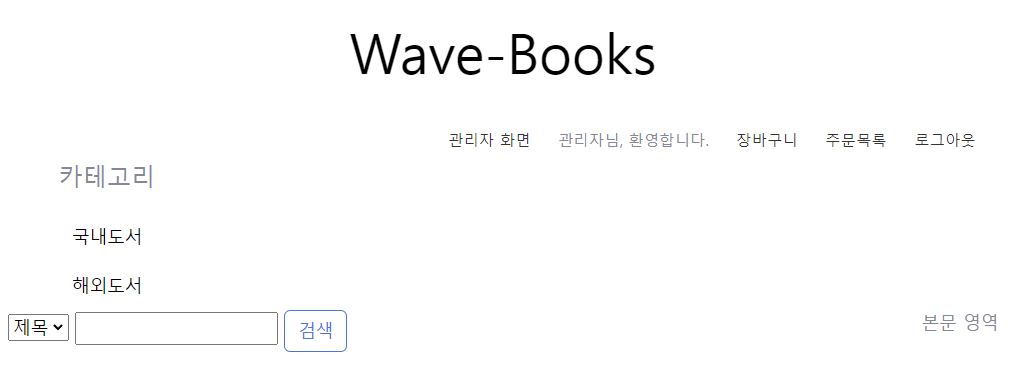 Wave-Books
관리자 화면 관리자님, 환영합니다. 장바구니 주문목록 로그아웃
카테고리
국내도서
해외도서
제목 검색 본문 영역